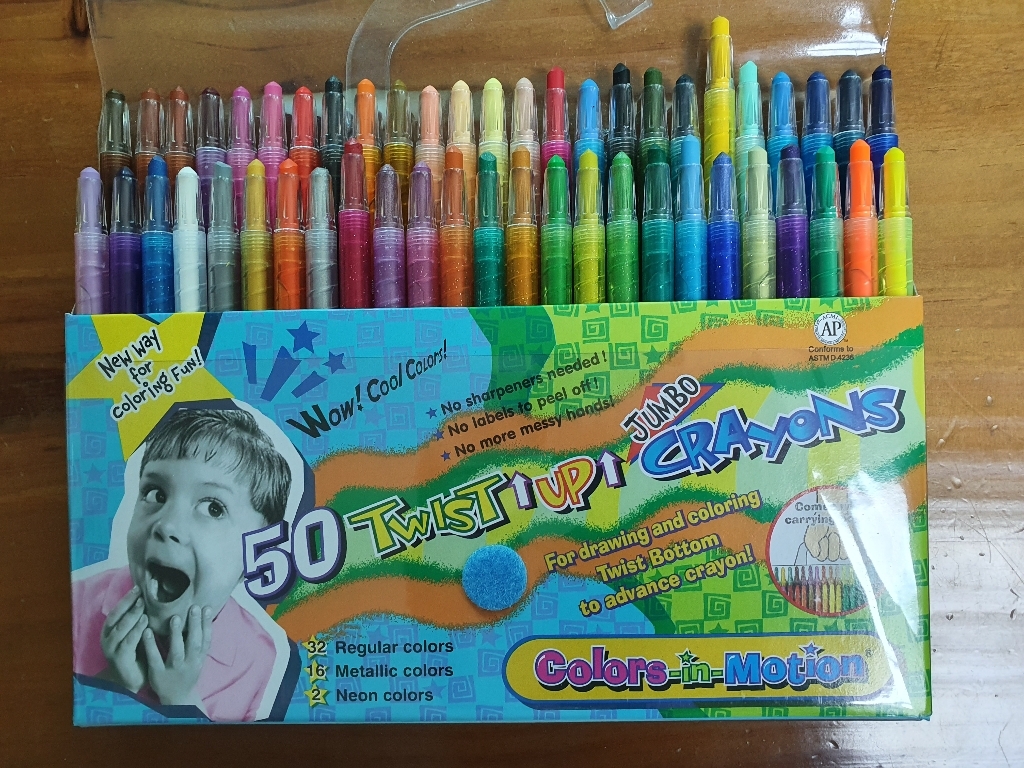 New Way
for
coloring Fun!
Wow! Cool Colors!
★ No sharpeners needed!
★ No labels to peel off!
★ No more messy hands!
ACMI
AP
Conforms to
ASTM D-4236
JUMBO
50 TWIST UP CRAYONS
For drawing and coloring
Twist Bottom
to advance crayon!
carrying
32 Regular colors
16 Metallic colors
2 Neon colors
Colors-in-Motion®